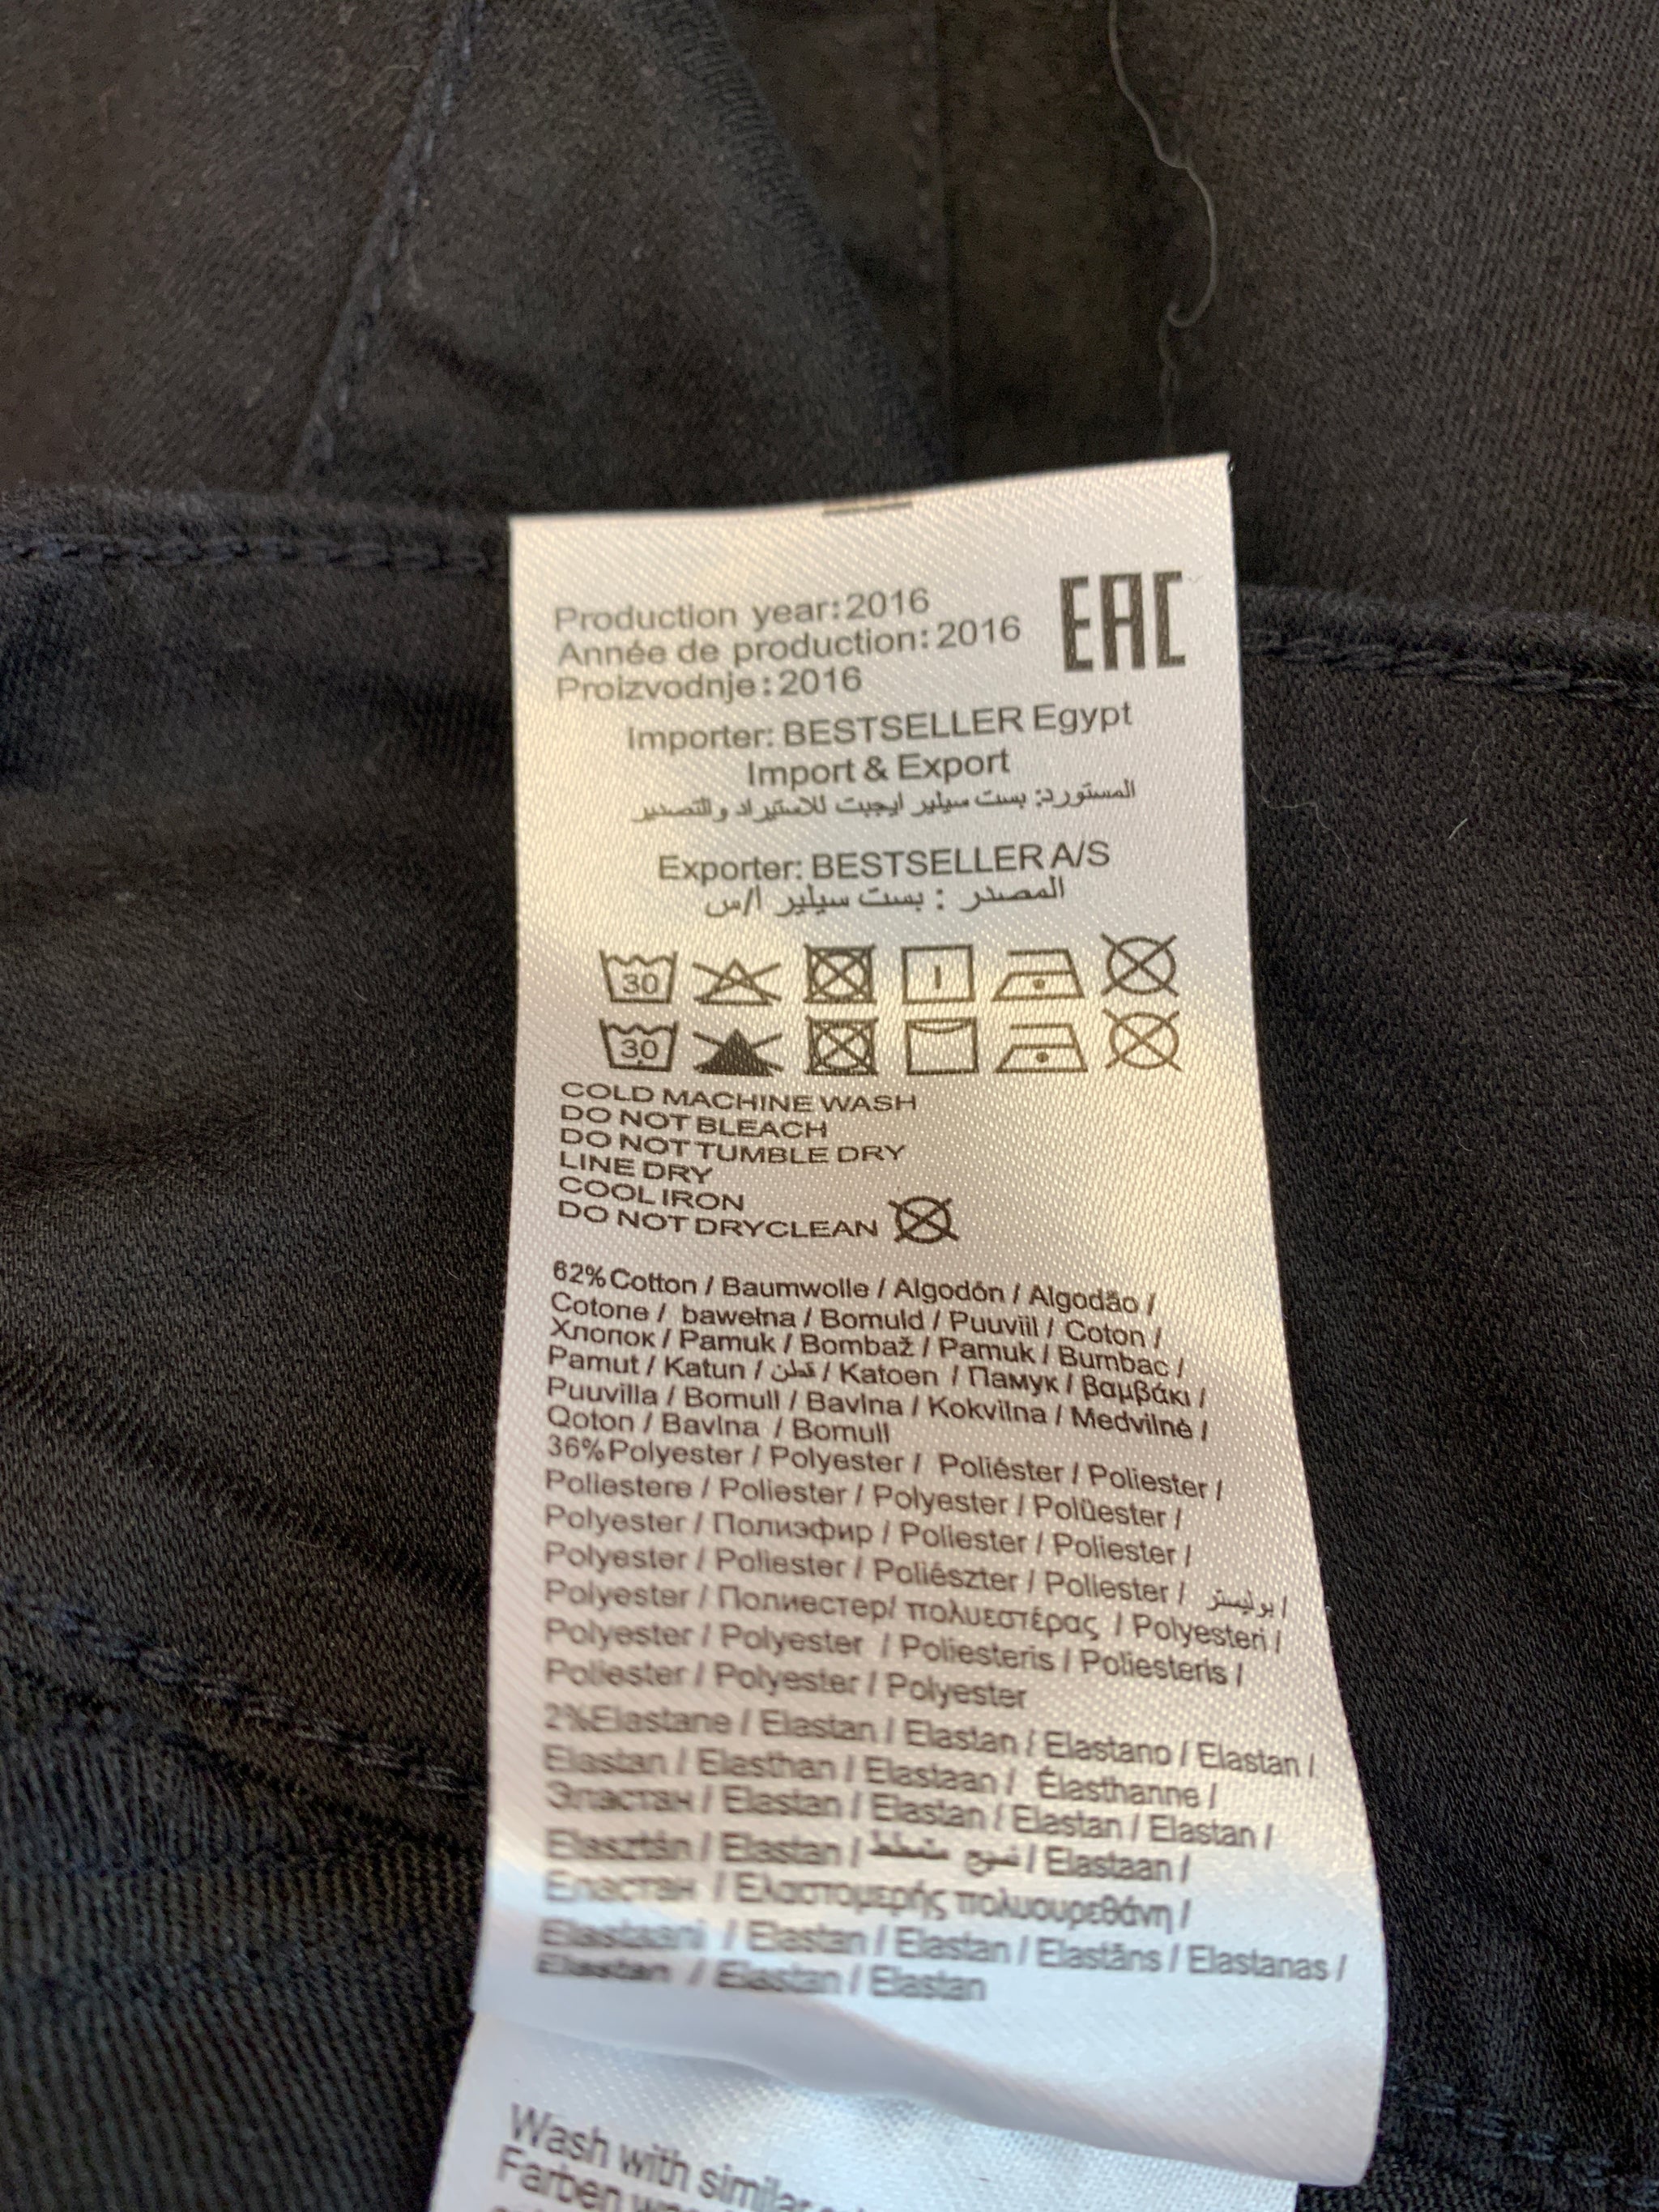 Production year:2016
Année de production:2016
Proizvodnje:2016
EAC
Importer: BESTSELLER Egypt
Import & Export
المستورد: بست سيلير ايجبت للاستيراد والتصدير
Exporter: BESTSELLER A/S
المصدر : بست سيلير ا/س
30
30
COLD MACHINE WASH
DO NOT BLEACH
DO NOT TUMBLE DRY
LINE DRY
COOL IRON
DO NOT DRYCLEAN
62%Cotton / Baumwolle / Algodón / Algodão /
Cotone / bawełna / Bomuld / Puuviil / Coton /
Хлопок / Pamuk / Bombaž / Pamuk / Bumbac /
Pamut / Katun / قطن / Katoen / Памук / βαμβάκι /
Puuvilla / Bomull / Bavlna / Kokvilna / Medvilnė /
Qoton / Bavlna / Bomull
36%Polyester / Polyester / Poliéster / Poliester /
Poliestere / Poliester / Polyester / Polüester /
Polyester / Полиэфир / Poliester / Poliester /
Polyester / Poliester / Poliészter / Poliester / بوليستر /
Polyester / Полиестер/ πολυεστέρας / Polyesteri /
Polyester / Polyester / Poliesteris / Poliesteris /
Poliester / Polyester / Polyester
2%Elastane / Elastan / Elastan / Elastano / Elastan /
Elastan / Elasthan / Elastaan / Élasthanne /
Эластан / Elastan / Elastan / Elastan / Elastan /
Elasztán / Elastan / نسيج مطط / Elastaan /
Еластан / Ελαστομερής πολυουρεθάνη /
Elastaani / Elastan / Elastan / Elastāns / Elastanas /
Elastan / Elastan / Elastan
Wash with similar
Farben